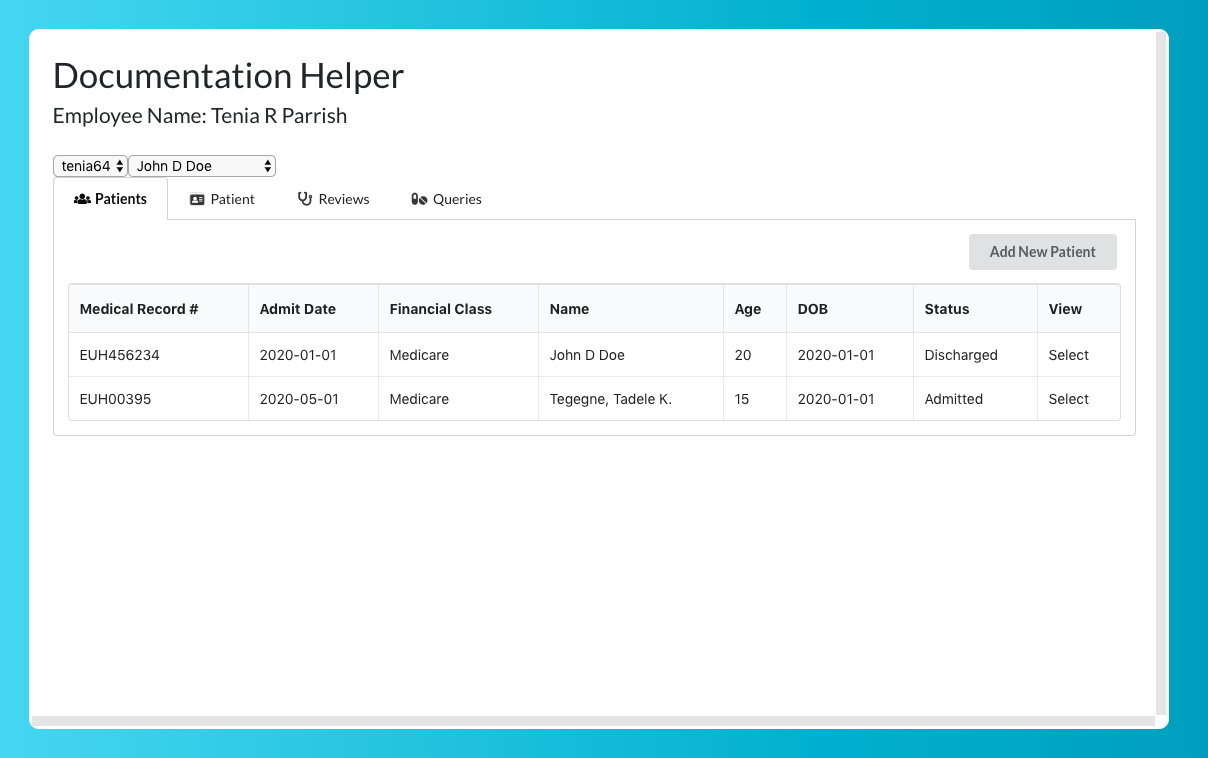 Documentation Helper
Employee Name: Tenia R Parrish
tenia64 John D Doe
Patients Patient Reviews Queries
Add New Patient
Medical Record # Admit Date Financial Class Name Age DOB Status View
EUH456234 2020-01-01 Medicare John D Doe 20 2020-01-01 Discharged Select
EUH00395 2020-05-01 Medicare Tegegne, Tadele K. 15 2020-01-01 Admitted Select